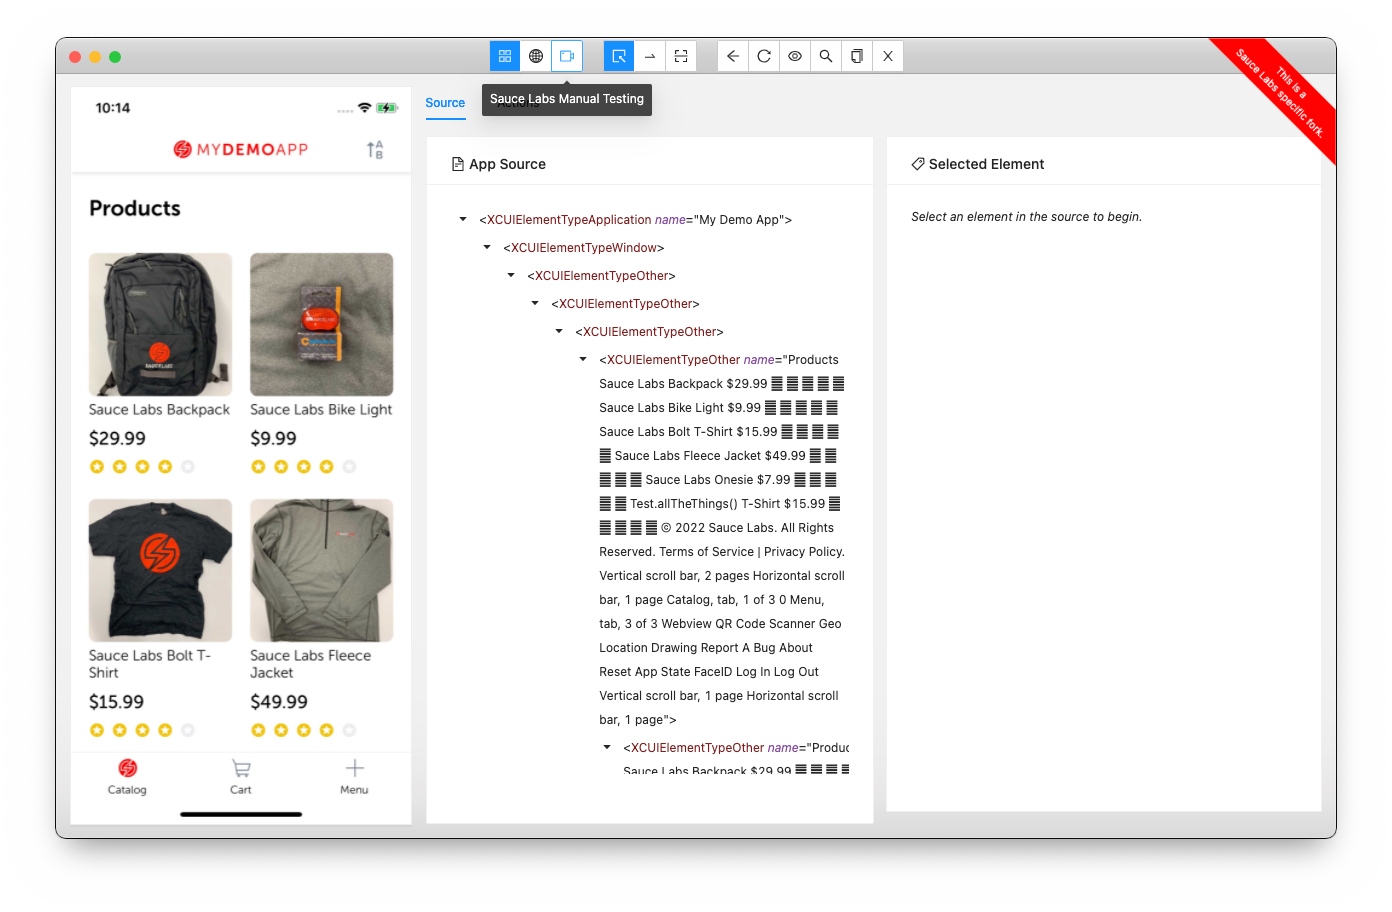 This is a
Sauce Labs specific fork.
Sauce Labs Manual Testing
10:14
MYDEMOAPP
A
B
Products
Sauce Labs Backpack
$29.99
Sauce Labs Bike Light
$9.99
Sauce Labs Bolt T-
Shirt
$15.99
Sauce Labs Fleece
Jacket
$49.99
Catalog
Cart
Menu
Source
Actions
App Source
<XCUIElementTypeApplication name="My Demo App">
<XCUIElementTypeWindow>
<XCUIElementTypeOther>
<XCUIElementTypeOther>
<XCUIElementTypeOther>
<XCUIElementTypeOther name="Products
Sauce Labs Backpack $29.99 󰓎 󰓎 󰓎 󰓎 󰓎
Sauce Labs Bike Light $9.99 󰓎 󰓎 󰓎 󰓎 󰓎
Sauce Labs Bolt T-Shirt $15.99 󰓎 󰓎 󰓎 󰓎
󰓎 Sauce Labs Fleece Jacket $49.99 󰓎 󰓎
󰓎 󰓎 󰓎 Sauce Labs Onesie $7.99 󰓎 󰓎 󰓎
󰓎 󰓎 Test.allTheThings() T-Shirt $15.99 󰓎
󰓎 󰓎 󰓎 󰓎 © 2022 Sauce Labs. All Rights
Reserved. Terms of Service | Privacy Policy.
Vertical scroll bar, 2 pages Horizontal scroll
bar, 1 page Catalog, tab, 1 of 3 0 Menu,
tab, 3 of 3 Webview QR Code Scanner Geo
Location Drawing Report A Bug About
Reset App State FaceID Log In Log Out
Vertical scroll bar, 1 page Horizontal scroll
bar, 1 page">
<XCUIElementTypeOther name="Produc
Sauce Labs Backpack $29.99 󰓎 󰓎 󰓎 󰓎
Selected Element
Select an element in the source to begin.